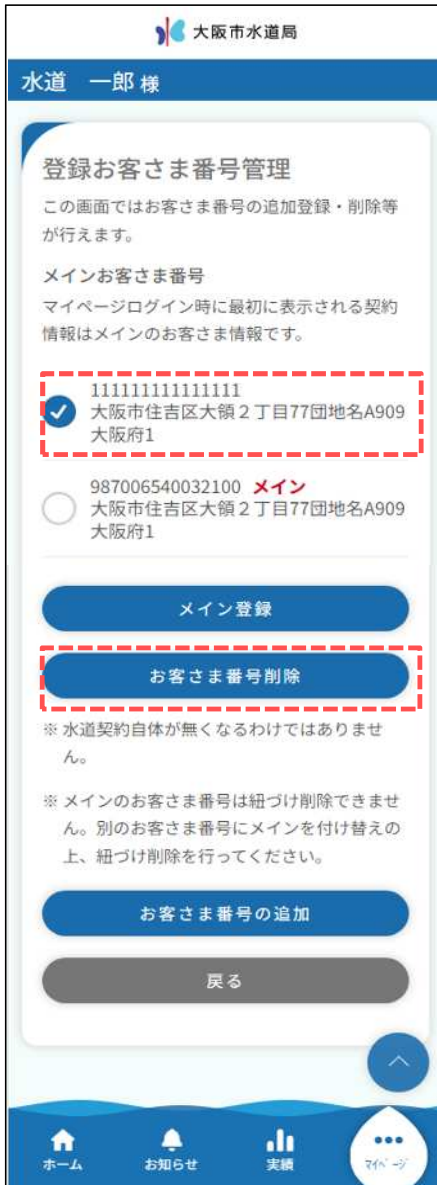 大阪市水道局
水道　一郎 様
登録お客さま番号管理
この画面ではお客さま番号の追加登録・削除等
が行えます。
メインお客さま番号
マイページログイン時に最初に表示される契約
情報はメインのお客さま情報です。
111111111111111
大阪市住吉区大領２丁目77団地名A909
大阪府1
987006540032100 メイン
大阪市住吉区大領２丁目77団地名A909
大阪府1
メイン登録
お客さま番号削除
※ 水道契約自体が無くなるわけではありませ
ん。
※ メインのお客さま番号は紐づけ削除できませ
ん。別のお客さま番号にメインを付け替えの
上、紐づけ削除を行ってください。
お客さま番号の追加
戻る
ホーム お知らせ 実績 マイページ